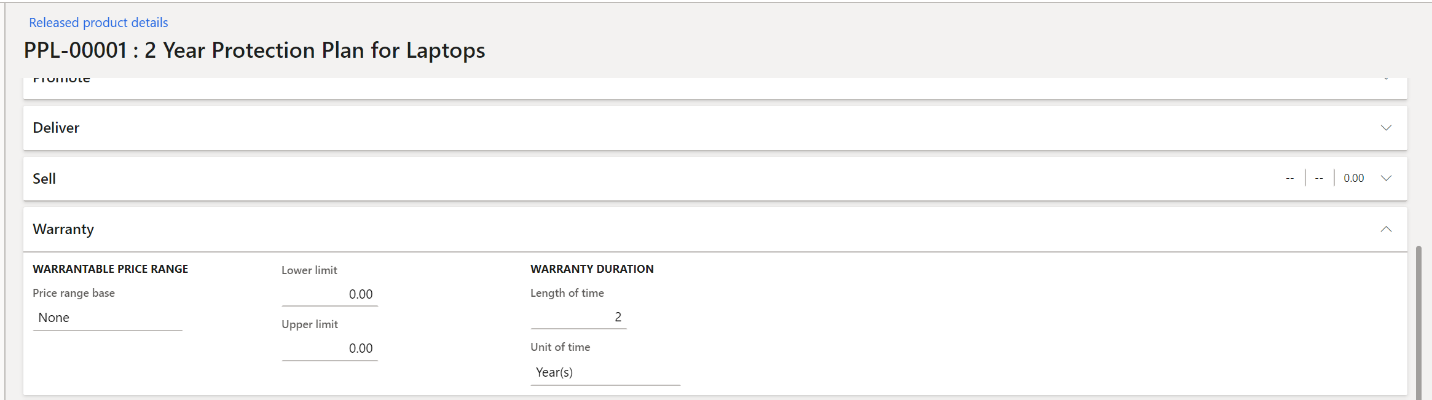 Released product details
PPL-00001 : 2 Year Protection Plan for Laptops
Promote
Deliver
Sell
-- | -- | 0.00
Warranty
WARRANTABLE PRICE RANGE
Price range base
None
Lower limit
0.00
Upper limit
0.00
WARRANTY DURATION
Length of time
2
Unit of time
Year(s)